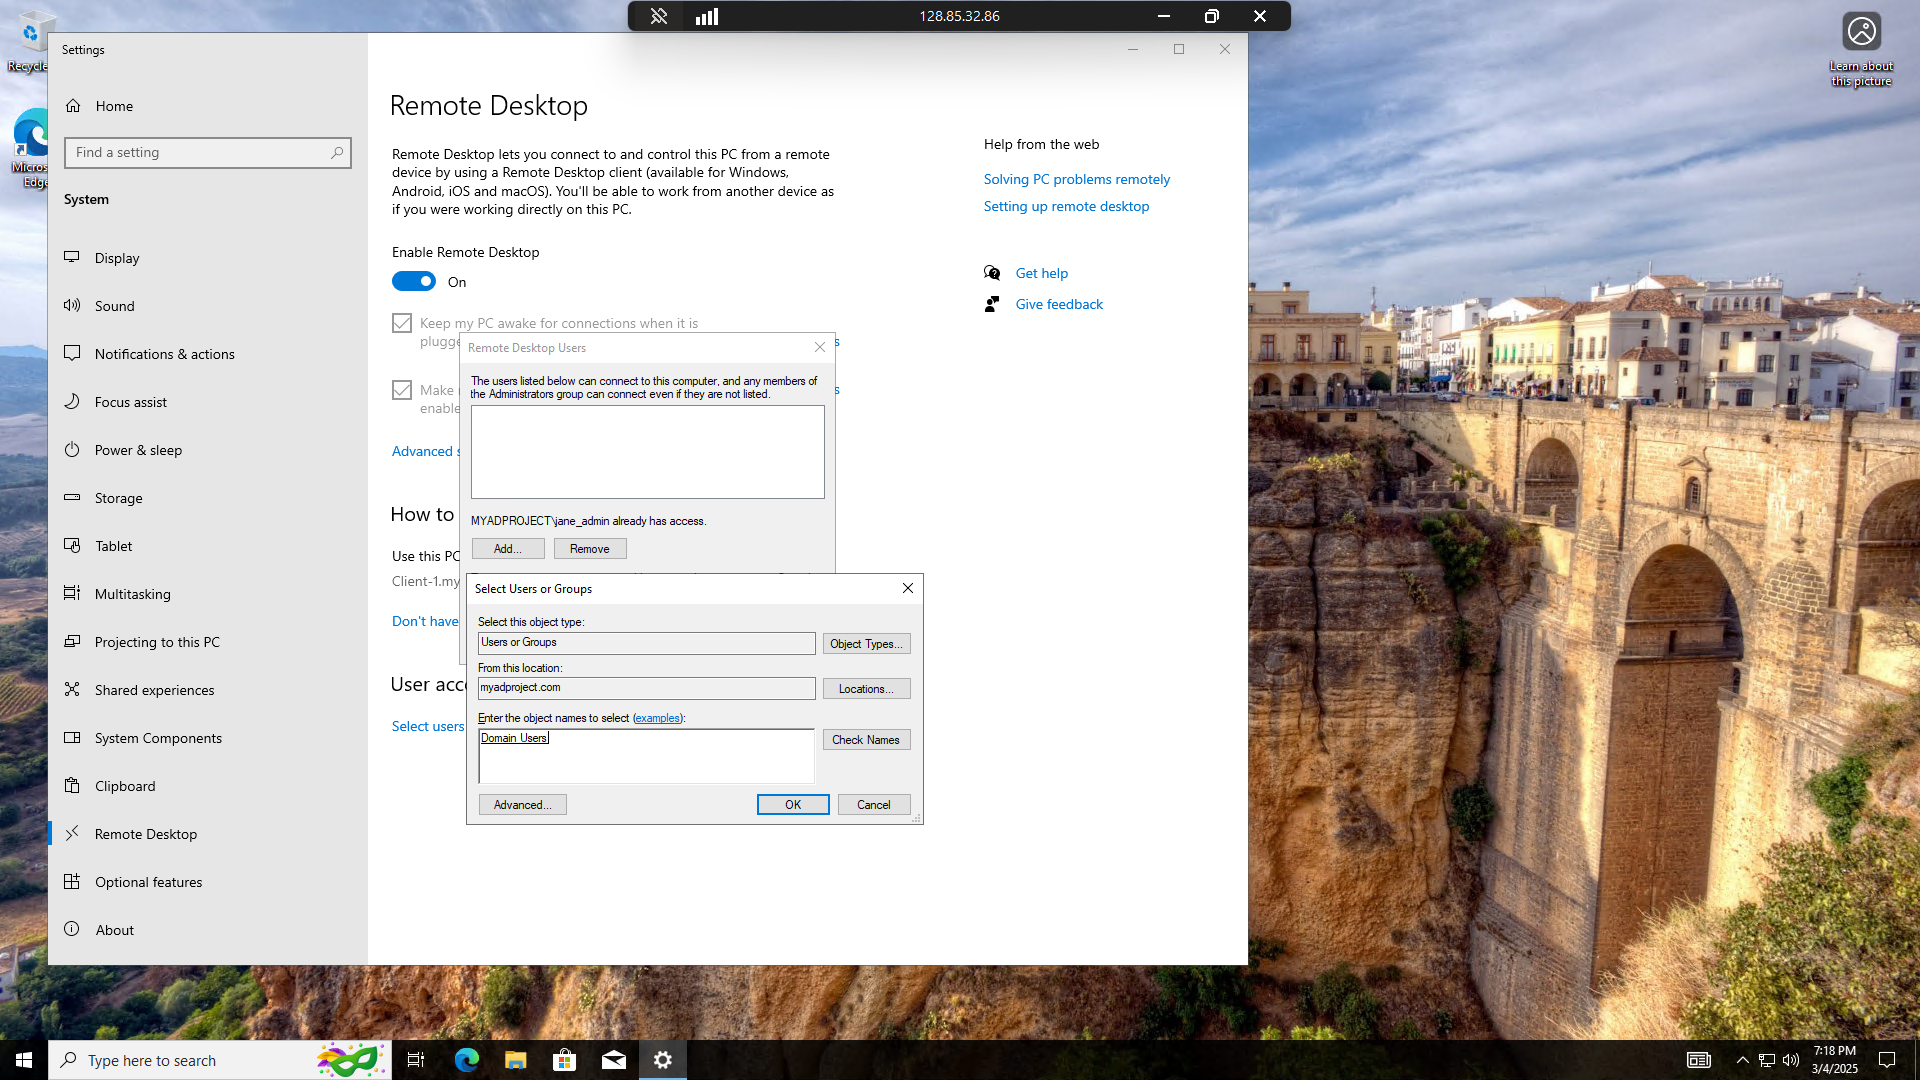 128.85.32.86
Recycle
Micros
Edge
Learn about
this picture
Settings
Home
Find a setting
System
Display
Sound
Notifications & actions
Focus assist
Power & sleep
Storage
Tablet
Multitasking
Projecting to this PC
Shared experiences
System Components
Clipboard
Remote Desktop
Optional features
About
Remote Desktop
Remote Desktop lets you connect to and control this PC from a remote
device by using a Remote Desktop client (available for Windows,
Android, iOS and macOS). You'll be able to work from another device as
if you were working directly on this PC.
Enable Remote Desktop
On
Keep my PC awake for connections when it is
plugge
s
Make
s
enable
Advanced s
How to
Use this PC
Client-1.my
Don't have
User acc
Select users
Help from the web
Solving PC problems remotely
Setting up remote desktop
Get help
Give feedback
Remote Desktop Users
The users listed below can connect to this computer, and any members of
the Administrators group can connect even if they are not listed.
MYADPROJECT\jane_admin already has access.
Add...
Remove
Select Users or Groups
Select this object type:
Users or Groups
Object Types...
From this location:
myadproject.com
Locations...
Enter the object names to select (examples):
Domain Users
Check Names
Advanced...
OK
Cancel
Type here to search
7:18 PM
3/4/2025